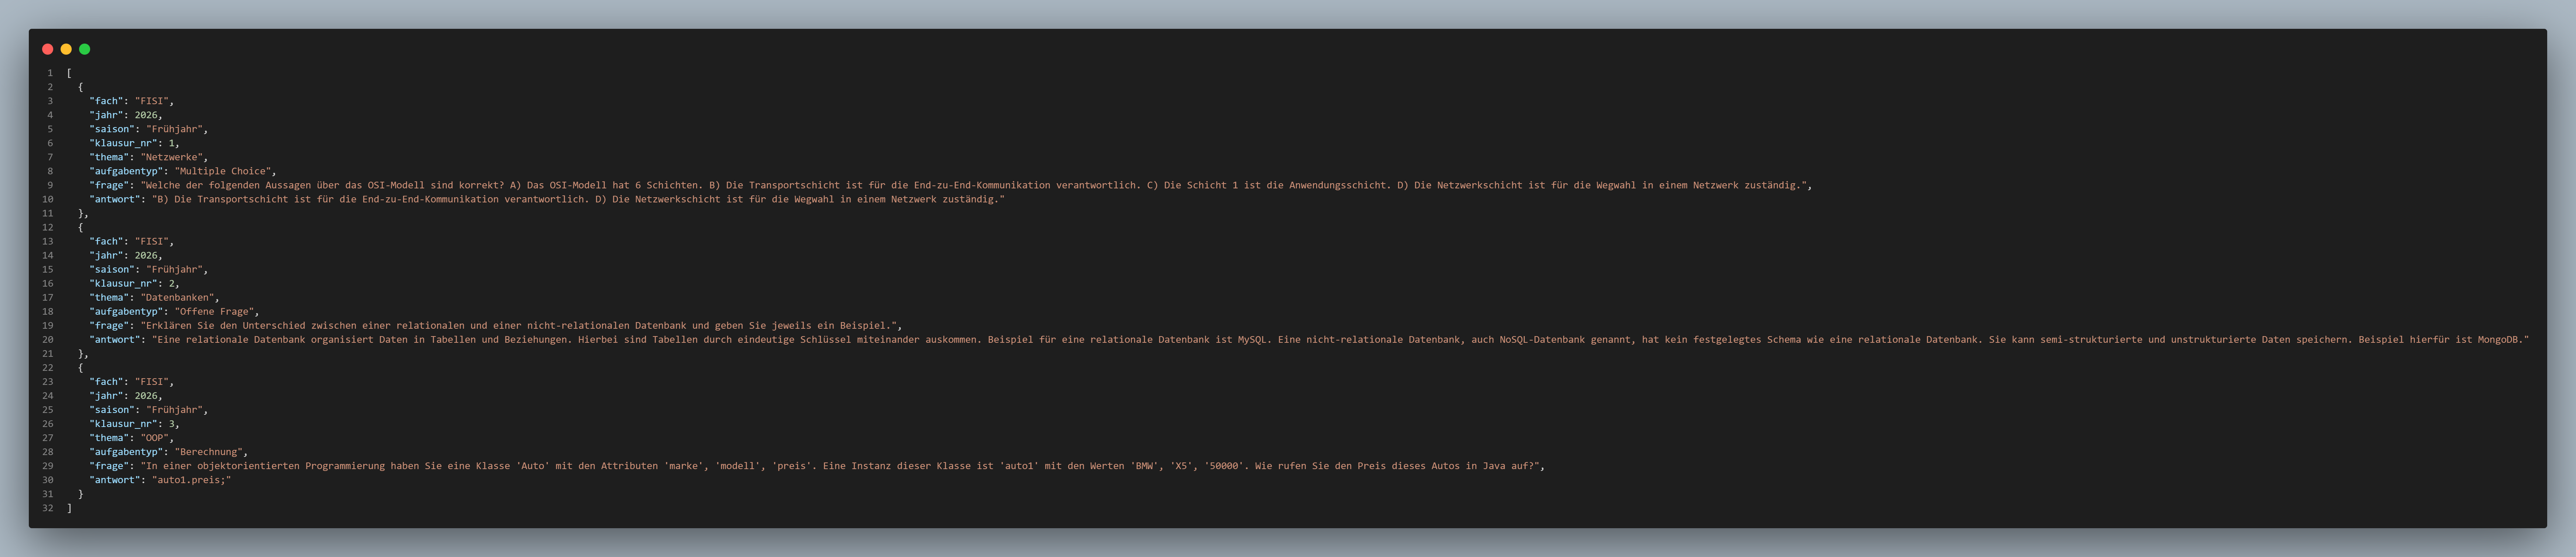 1 [
2   {
3     "fach": "FISI",
4     "jahr": 2026,
5     "saison": "Frühjahr",
6     "klausur_nr": 1,
7     "thema": "Netzwerke",
8     "aufgabentyp": "Multiple Choice",
9     "frage": "Welche der folgenden Aussagen über das OSI-Modell sind korrekt? A) Das OSI-Modell hat 6 Schichten. B) Die Transportschicht ist für die End-zu-End-Kommunikation verantwortlich. C) Die Schicht 1 ist die Anwendungsschicht. D) Die Netzwerkschicht ist für die Wegwahl in einem Netzwerk zuständig.",
10     "antwort": "B) Die Transportschicht ist für die End-zu-End-Kommunikation verantwortlich. D) Die Netzwerkschicht ist für die Wegwahl in einem Netzwerk zuständig."
11   },
12   {
13     "fach": "FISI",
14     "jahr": 2026,
15     "saison": "Frühjahr",
16     "klausur_nr": 2,
17     "thema": "Datenbanken",
18     "aufgabentyp": "Offene Frage",
19     "frage": "Erklären Sie den Unterschied zwischen einer relationalen und einer nicht-relationalen Datenbank und geben Sie jeweils ein Beispiel.",
20     "antwort": "Eine relationale Datenbank organisiert Daten in Tabellen und Beziehungen. Hierbei sind Tabellen durch eindeutige Schlüssel miteinander auskommen. Beispiel für eine relationale Datenbank ist MySQL. Eine nicht-relationale Datenbank, auch NoSQL-Datenbank genannt, hat kein festgelegtes Schema wie eine relationale Datenbank. Sie kann semi-strukturierte und unstrukturierte Daten speichern. Beispiel hierfür ist MongoDB."
21   },
22   {
23     "fach": "FISI",
24     "jahr": 2026,
25     "saison": "Frühjahr",
26     "klausur_nr": 3,
27     "thema": "OOP",
28     "aufgabentyp": "Berechnung",
29     "frage": "In einer objektorientierten Programmierung haben Sie eine Klasse 'Auto' mit den Attributen 'marke', 'modell', 'preis'. Eine Instanz dieser Klasse ist 'auto1' mit den Werten 'BMW', 'X5', '50000'. Wie rufen Sie den Preis dieses Autos in Java auf?",
30     "antwort": "auto1.preis;"
31   }
32 ]